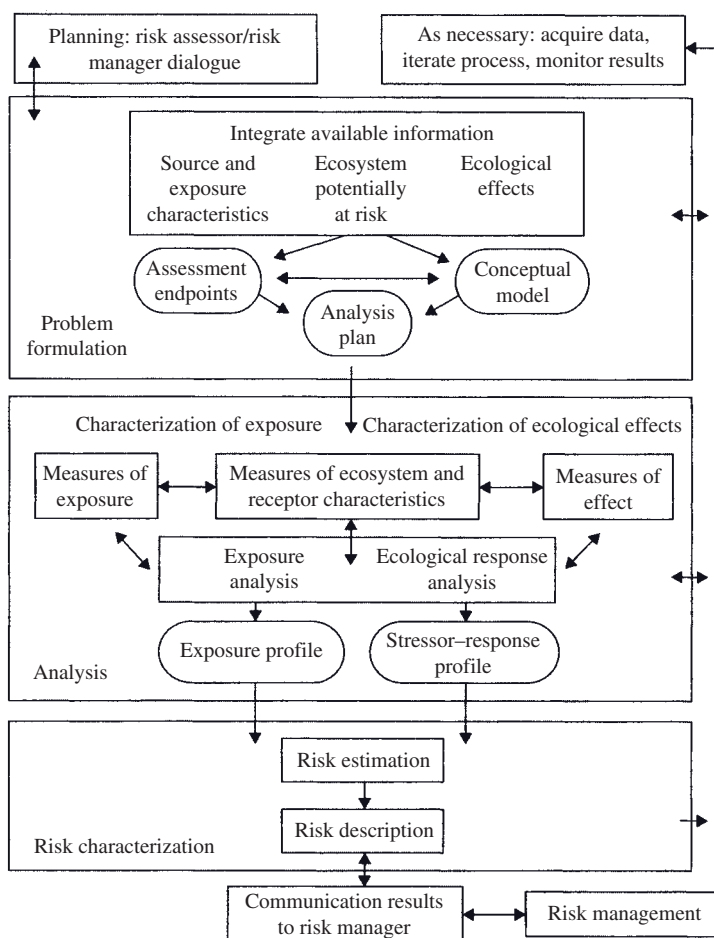 Planning: risk assessor/risk
manager dialogue
As necessary: acquire data,
iterate process, monitor results
Integrate available information
Source and
exposure
characteristics
Ecosystem
potentially
at risk
Ecological
effects
Assessment
endpoints
Conceptual
model
Analysis
plan
Problem
formulation
Characterization of exposure
Characterization of ecological effects
Measures of
exposure
Measures of ecosystem and
receptor characteristics
Measures of
effect
Exposure
analysis
Ecological response
analysis
Exposure profile
Stressor–response
profile
Analysis
Risk estimation
Risk description
Risk characterization
Communication results
to risk manager
Risk management